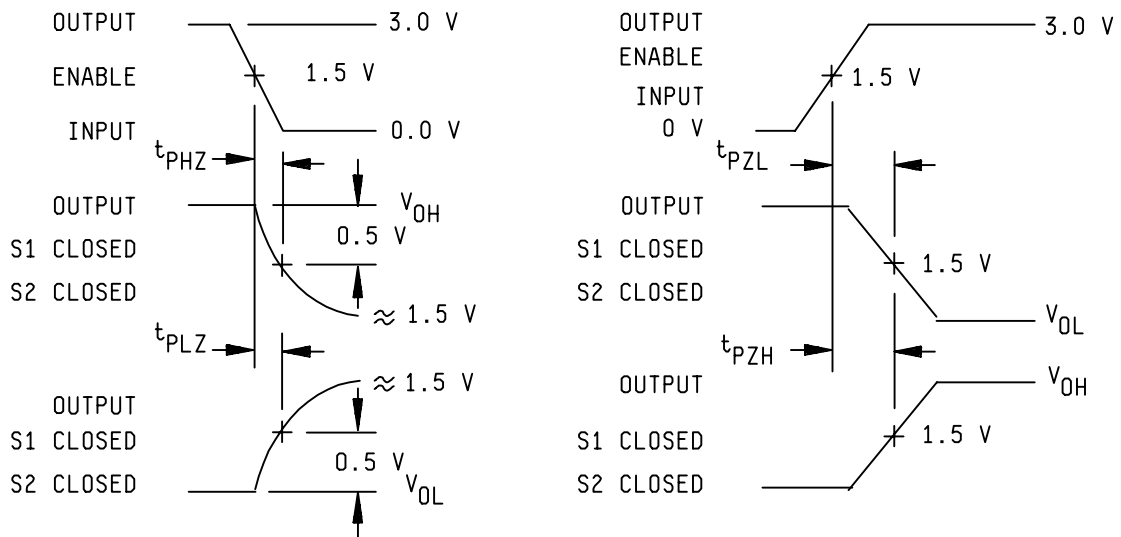 OUTPUT
ENABLE
INPUT
3.0 V
1.5 V
0.0 V
tPHZ
OUTPUT
S1 CLOSED
S2 CLOSED
VOH
0.5 V
≈ 1.5 V
tPLZ
OUTPUT
S1 CLOSED
S2 CLOSED
≈ 1.5 V
0.5 V
VOL
OUTPUT
ENABLE
INPUT
0 V
3.0 V
1.5 V
tPZL
OUTPUT
S1 CLOSED
S2 CLOSED
1.5 V
VOL
tPZH
OUTPUT
S1 CLOSED
S2 CLOSED
VOH
1.5 V